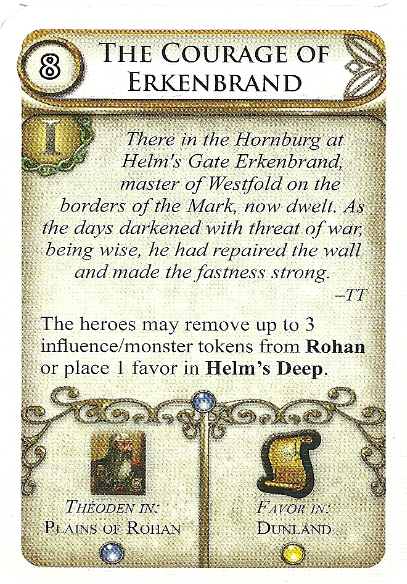 8
THE COURAGE OF
ERKENBRAND
I
There in the Hornburg at
Helm's Gate Erkenbrand,
master of Westfold on the
borders of the Mark, now dwelt. As
the days darkened with threat of war,
being wise, he had repaired the wall
and made the fastness strong.
–TT
The heroes may remove up to 3
influence/monster tokens from Rohan
or place 1 favor in Helm's Deep.
THÉODEN IN:
PLAINS OF ROHAN
FAVOR IN:
DUNLAND